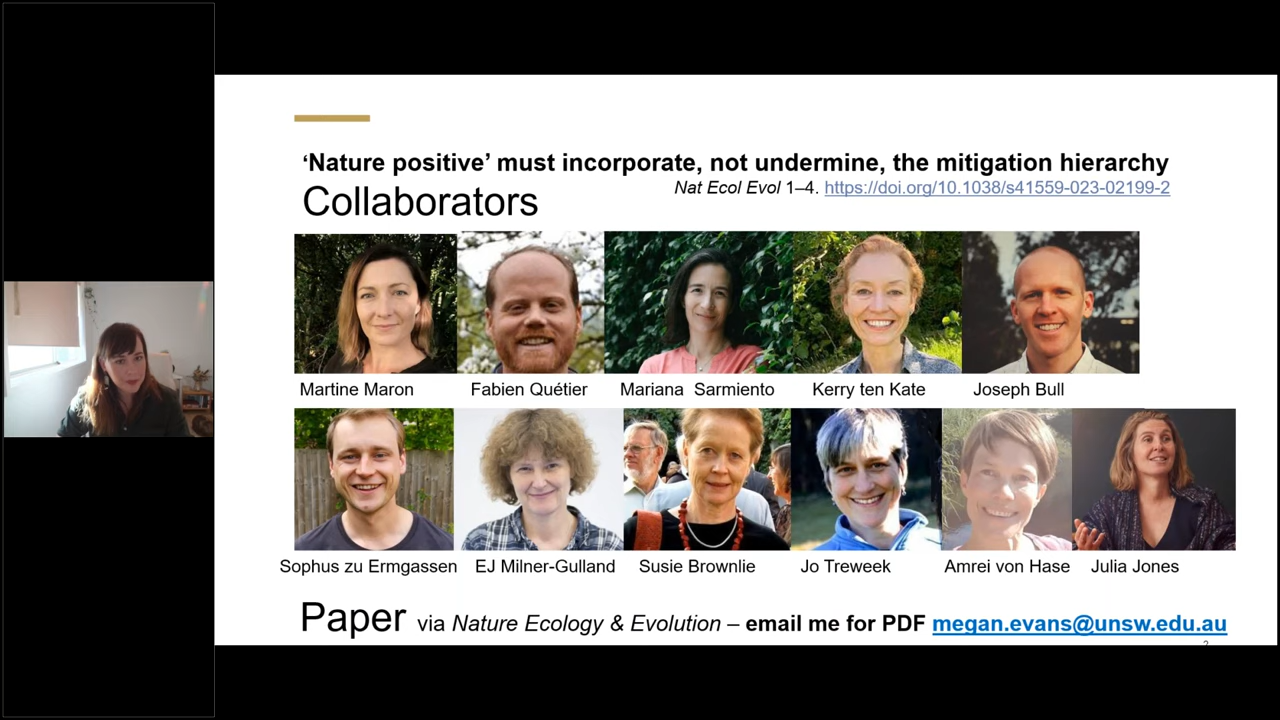 ‘Nature positive’ must incorporate, not undermine, the mitigation hierarchy
Nat Ecol Evol 1–4. https://doi.org/10.1038/s41559-023-02199-2
Collaborators
Martine Maron
Fabien Quétier
Mariana Sarmiento
Kerry ten Kate
Joseph Bull
Sophus zu Ermgassen
EJ Milner-Gulland
Susie Brownlie
Jo Treweek
Amrei von Hase
Julia Jones
Paper via Nature Ecology & Evolution – email me for PDF megan.evans@unsw.edu.au
2